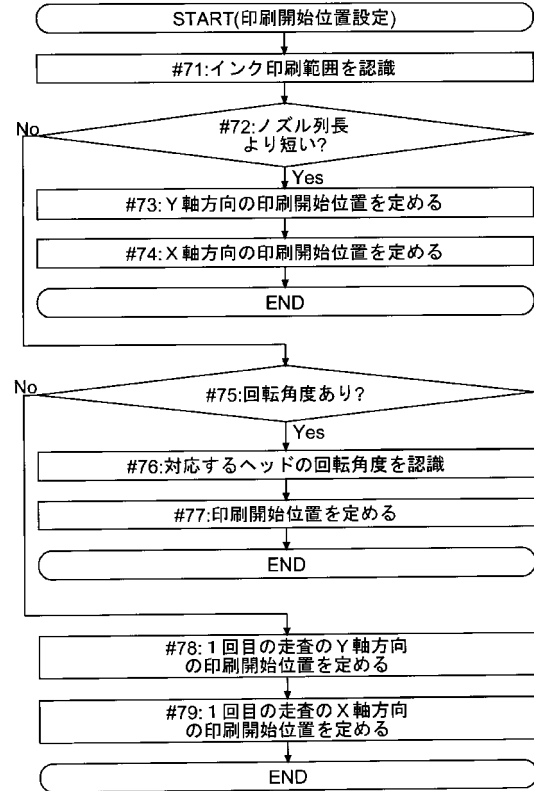 START(印刷開始位置設定)
#71:インク印刷範囲を認識
No
#72:ノズル列長
より短い?
Yes
#73:Y軸方向の印刷開始位置を定める
#74:X軸方向の印刷開始位置を定める
END
No
#75:回転角度あり?
Yes
#76:対応するヘッドの回転角度を認識
#77:印刷開始位置を定める
END
#78:1回目の走査のY軸方向
の印刷開始位置を定める
#79:1回目の走査のX軸方向
の印刷開始位置を定める
END